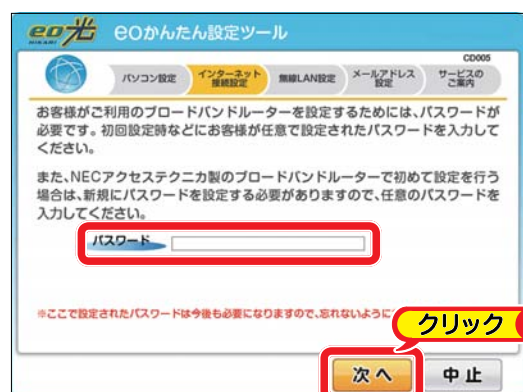 eo光 eoかんたん設定ツール
HIKARI
CD005
パソコン設定 インターネット接続設定 無線LAN設定 メールアドレス設定 サービスのご案内
お客様がご利用のブロードバンドルーターを設定するためには、パスワードが
必要です。初回設定時などにお客様が任意で設定されたパスワードを入力して
ください。
また、NECアクセステクニカ製のブロードバンドルーターで初めて設定を行う
場合は、新規にパスワードを設定する必要がありますので、任意のパスワードを
入力してください。
パスワード
※ここで設定されたパスワードは今後も必要になりますので、忘れないように
クリック
次へ 中止